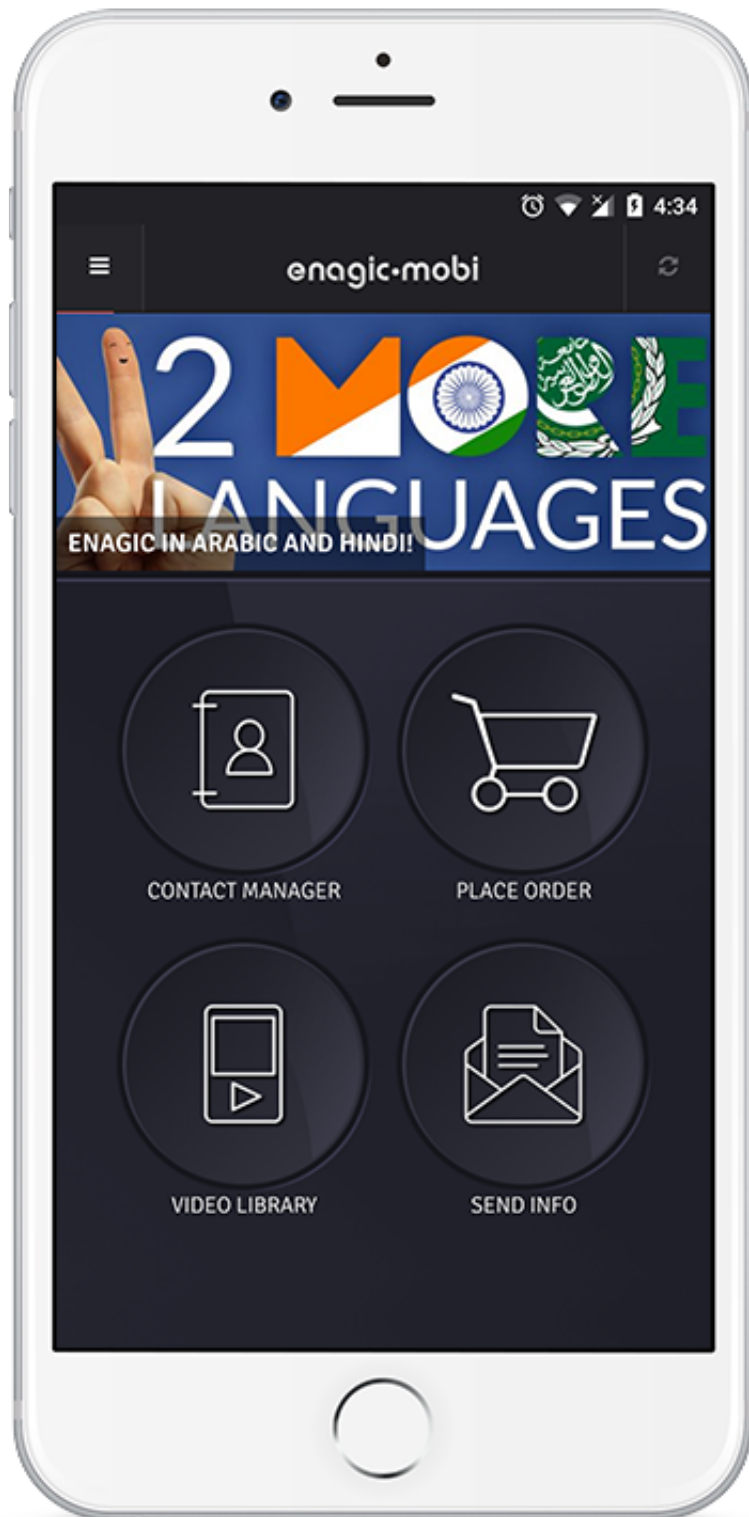 4:34
enagic•mobi
2 MORE
LANGUAGES
ENAGIC IN ARABIC AND HINDI!
CONTACT MANAGER
PLACE ORDER
VIDEO LIBRARY
SEND INFO